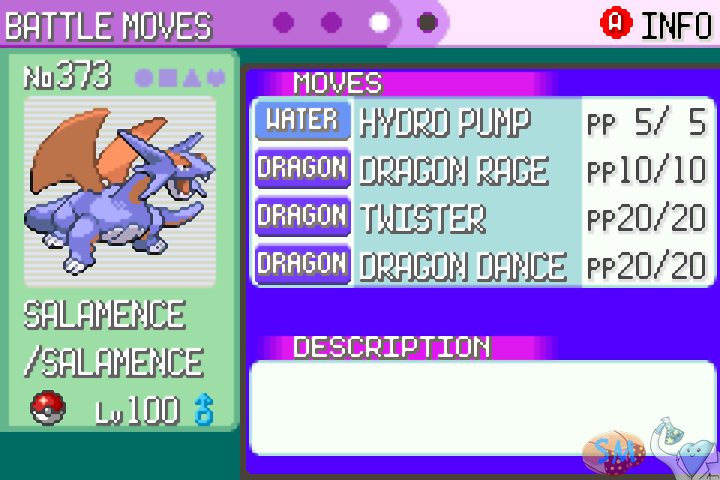 BATTLE MOVES
A INFO
No373
SALAMENCE
/SALAMENCE
Lv100 ♂
MOVES
WATER HYDRO PUMP PP 5/ 5
DRAGON DRAGON RAGE PP10/10
DRAGON TWISTER PP20/20
DRAGON DRAGON DANCE PP20/20
DESCRIPTION
SM